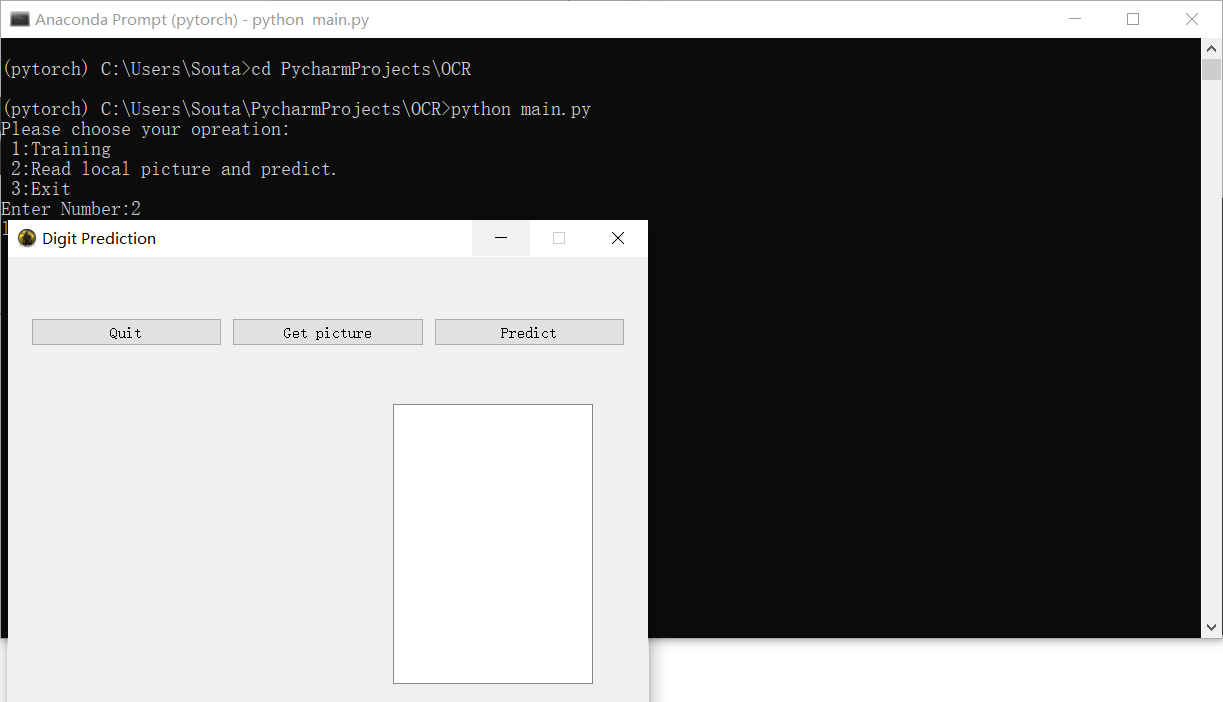 Anaconda Prompt (pytorch) - python  main.py
(pytorch) C:\Users\Souta>cd PycharmProjects\OCR
(pytorch) C:\Users\Souta\PycharmProjects\OCR>python main.py
Please choose your opreation:
 1:Training
 2:Read local picture and predict.
 3:Exit
Enter Number:2
Digit Prediction
Quit Get picture Predict